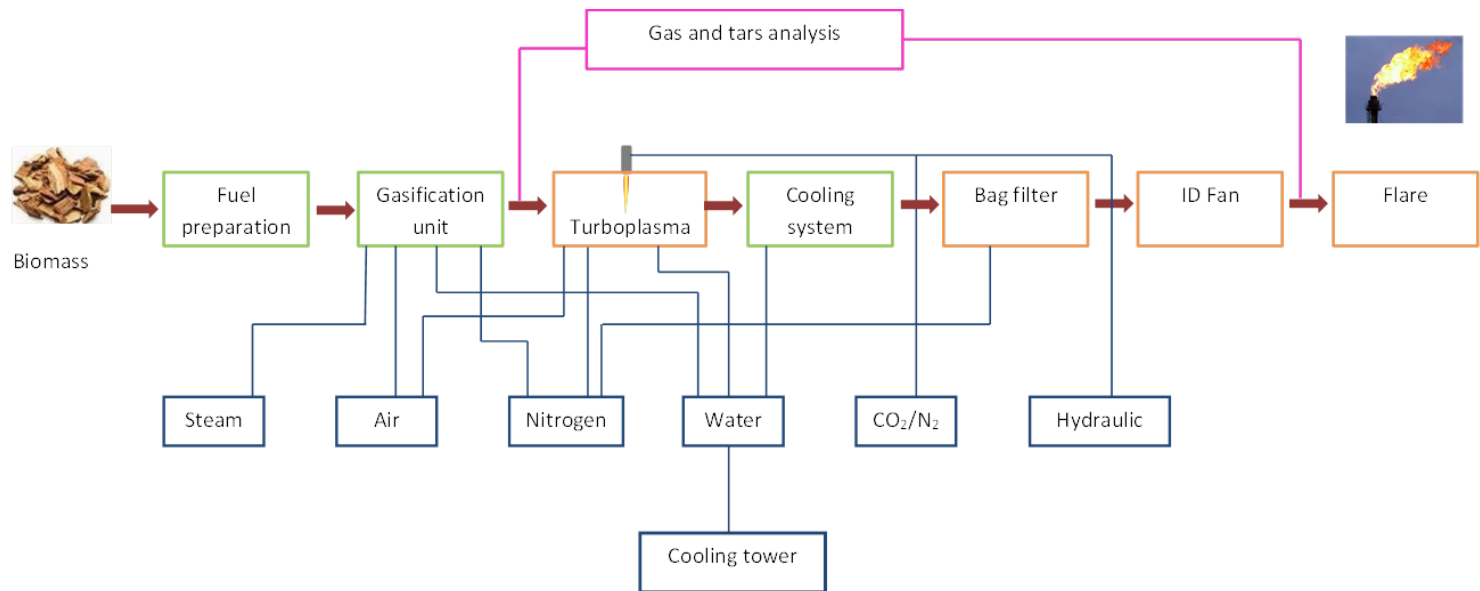 Gas and tars analysis
Biomass
Fuel
preparation
Gasification
unit
Turboplasma
Cooling
system
Bag filter
ID Fan
Flare
Steam
Air
Nitrogen
Water
CO₂/N₂
Hydraulic
Cooling tower